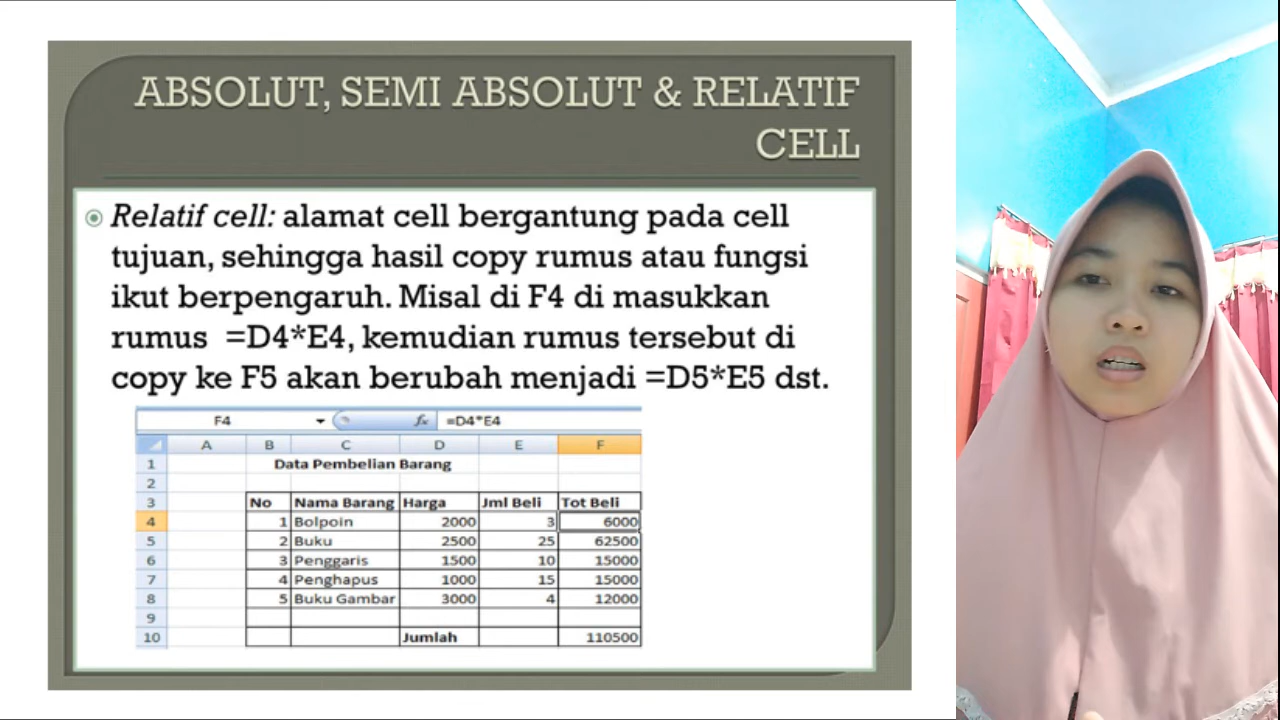 ABSOLUT, SEMI ABSOLUT & RELATIF
CELL
Relatif cell: alamat cell bergantung pada cell
tujuan, sehingga hasil copy rumus atau fungsi
ikut berpengaruh. Misal di F4 di masukkan
rumus =D4*E4, kemudian rumus tersebut di
copy ke F5 akan berubah menjadi =D5*E5 dst.
F4 fx =D4*E4
A B C D E F
1 Data Pembelian Barang
2
3 No Nama Barang Harga Jml Beli Tot Beli
4 1 Bolpoin 2000 3 6000
5 2 Buku 2500 25 62500
6 3 Penggaris 1500 10 15000
7 4 Penghapus 1000 15 15000
8 5 Buku Gambar 3000 4 12000
9
10 Jumlah 110500